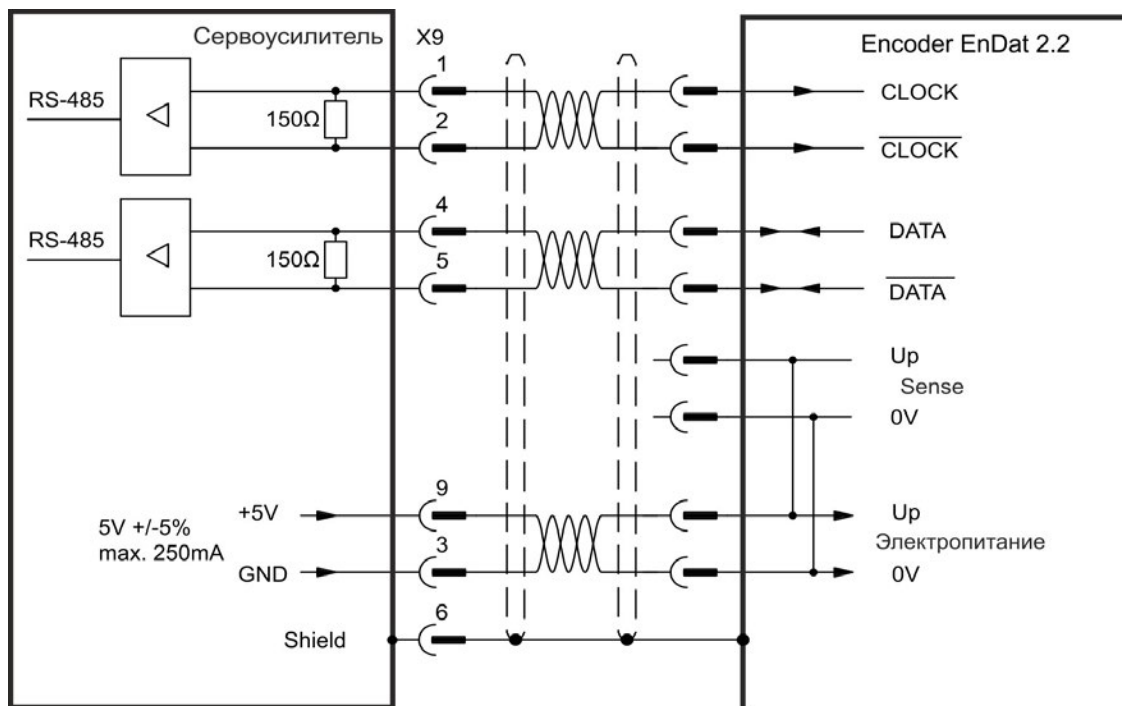 Сервоусилитель
X9
Encoder EnDat 2.2
1
RS-485
150Ω
CLOCK
2
CLOCK
4
RS-485
150Ω
DATA
5
DATA
Up
Sense
0V
9
+5V
5V +/-5%
max. 250mA
Up
Электропитание
3
GND
0V
6
Shield